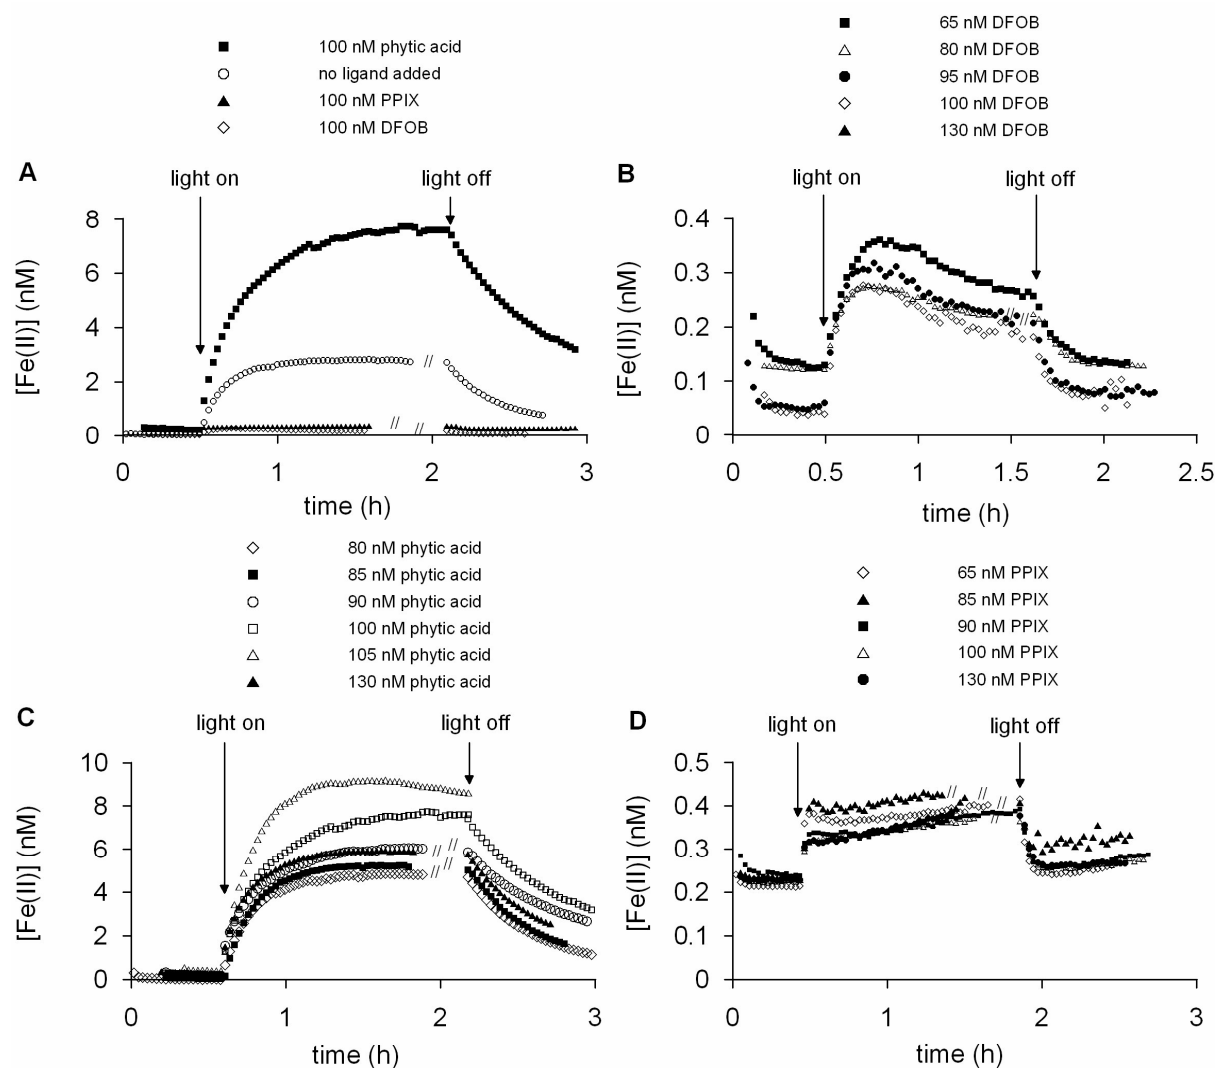 100 nM phytic acid
no ligand added
100 nM PPIX
100 nM DFOB
A
light on
light off
[Fe(II)] (nM)
8
6
4
2
0
0 1 2 3
time (h)
65 nM DFOB
80 nM DFOB
95 nM DFOB
100 nM DFOB
130 nM DFOB
B
light on
light off
[Fe(II)] (nM)
0.4
0.3
0.2
0.1
0
0 0.5 1 1.5 2 2.5
time (h)
80 nM phytic acid
85 nM phytic acid
90 nM phytic acid
100 nM phytic acid
105 nM phytic acid
130 nM phytic acid
C
light on
light off
[Fe(II)] (nM)
10
8
6
4
2
0
0 1 2 3
time (h)
65 nM PPIX
85 nM PPIX
90 nM PPIX
100 nM PPIX
130 nM PPIX
D
light on
light off
[Fe(II)] (nM)
0.5
0.4
0.3
0.2
0.1
0
0 1 2 3
time (h)